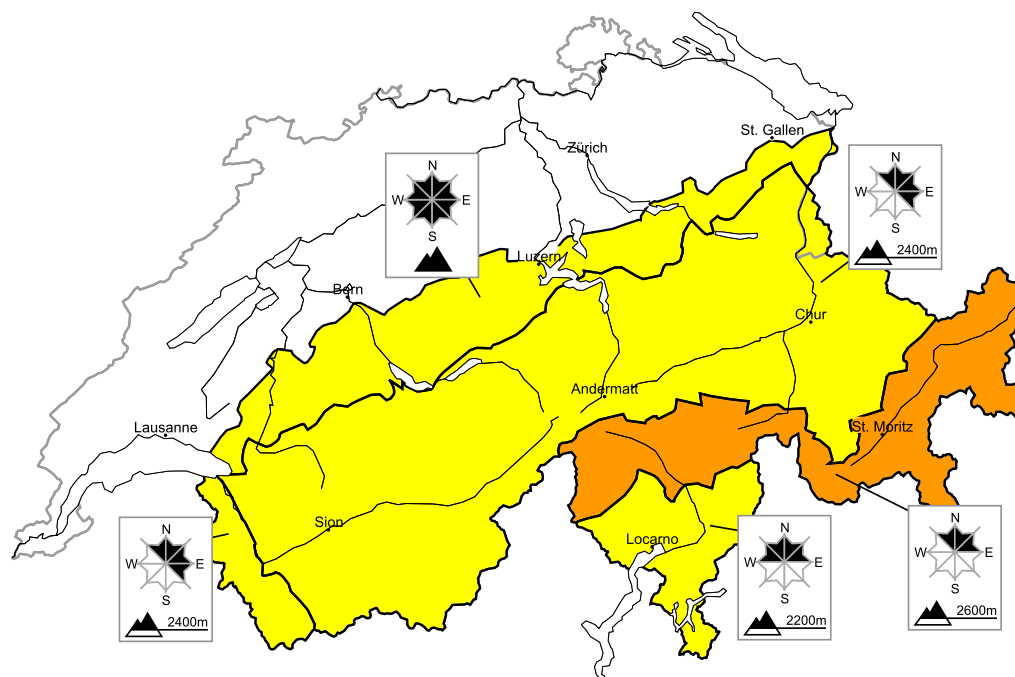 St. Gallen
Zürich
N
W E
S
N
W E
S
2400m
Luzern
Bern
Chur
Andermatt
Lausanne
St. Moritz
Sion
Locarno
N
W E
S
2400m
N
W E
S
2200m
N
W E
S
2600m